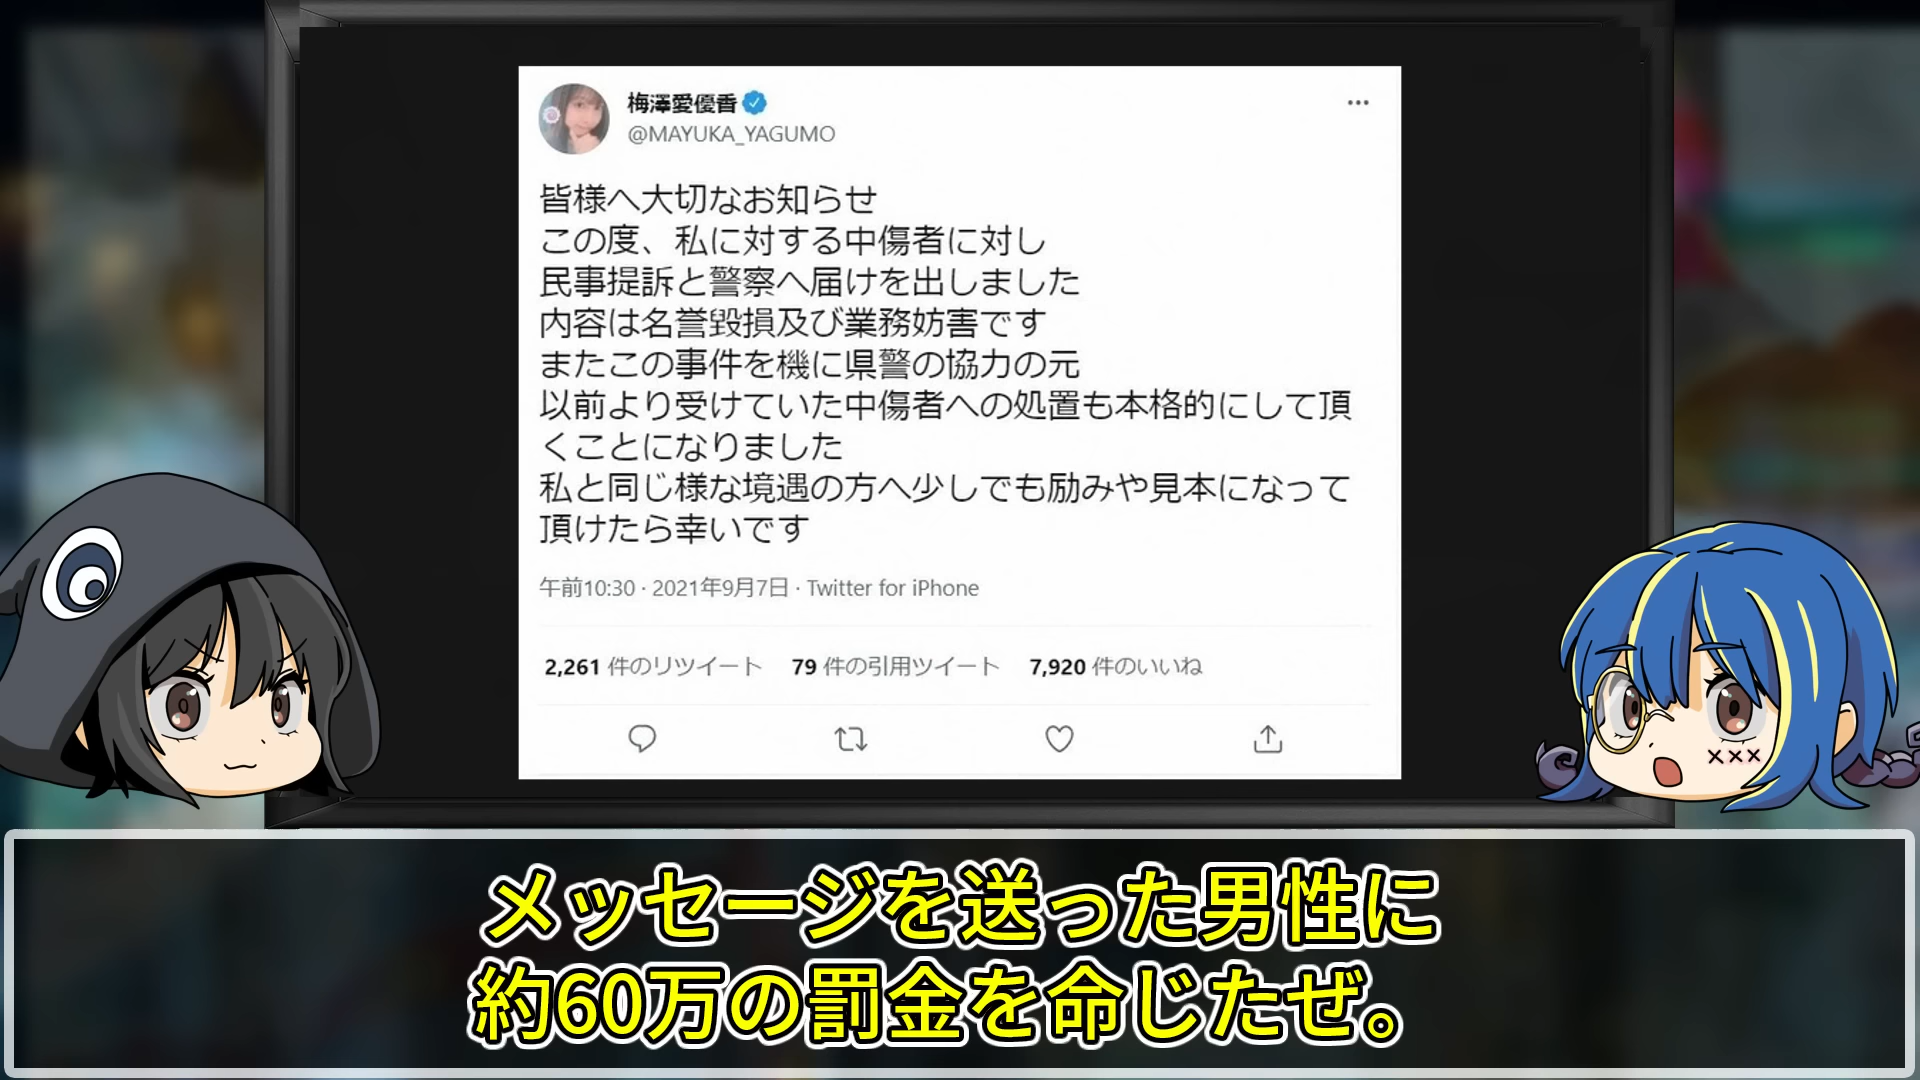 梅澤愛優香
@MAYUKA_YAGUMO
皆様へ大切なお知らせ
この度、私に対する中傷者に対し
民事提訴と警察へ届けを出しました
内容は名誉毀損及び業務妨害です
またこの事件を機に県警の協力の元
以前より受けていた中傷者への処置も本格的にして頂
くことになりました
私と同じ様な境遇の方へ少しでも励みや見本になって
頂けたら幸いです
午前10:30 · 2021年9月7日 · Twitter for iPhone
2,261 件のリツイート 79 件の引用ツイート 7,920 件のいいね
メッセージを送った男性に
約60万の罰金を命じたぜ。